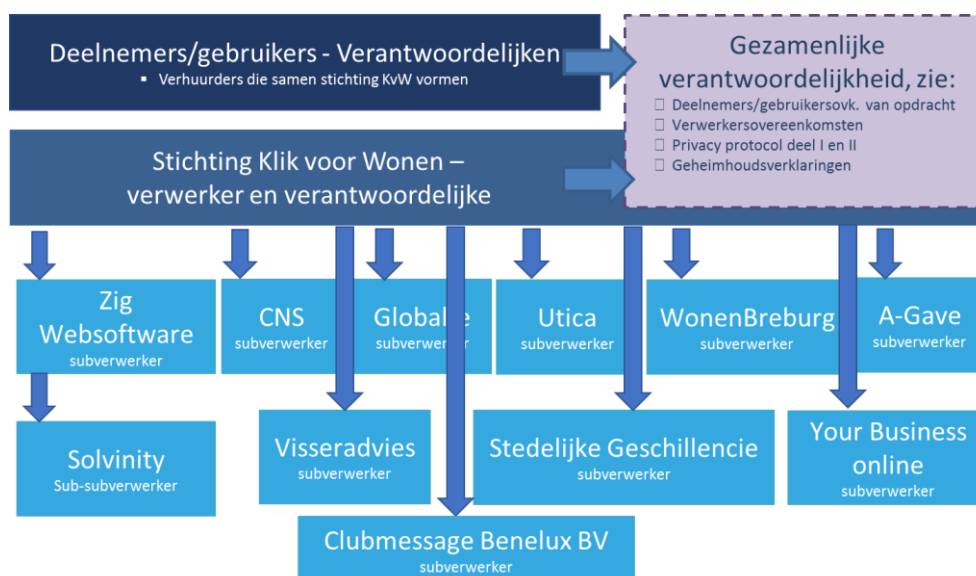 Deelnemers/gebruikers - Verantwoordelijken
▪ Verhuurders die samen stichting KvW vormen
Gezamenlijke
verantwoordelijkheid, zie:
☐ Deelnemers/gebruikersovk. van opdracht
☐ Verwerkersovereenkomsten
☐ Privacy protocol deel I en II
☐ Geheimhoudsverklaringen
Stichting Klik voor Wonen –
verwerker en verantwoordelijke
Zig
Websoftware
subverwerker
CNS
subverwerker
subverwerker
Utica
subverwerker
WonenBreburg
subverwerker
A-Gave
subverwerker
Solvinity
Sub-subverwerker
Visseradvies
subverwerker
Stedelijke Geschillencie
subverwerker
Your Business
online
subverwerker
Clubmessage Benelux BV
subverwerker